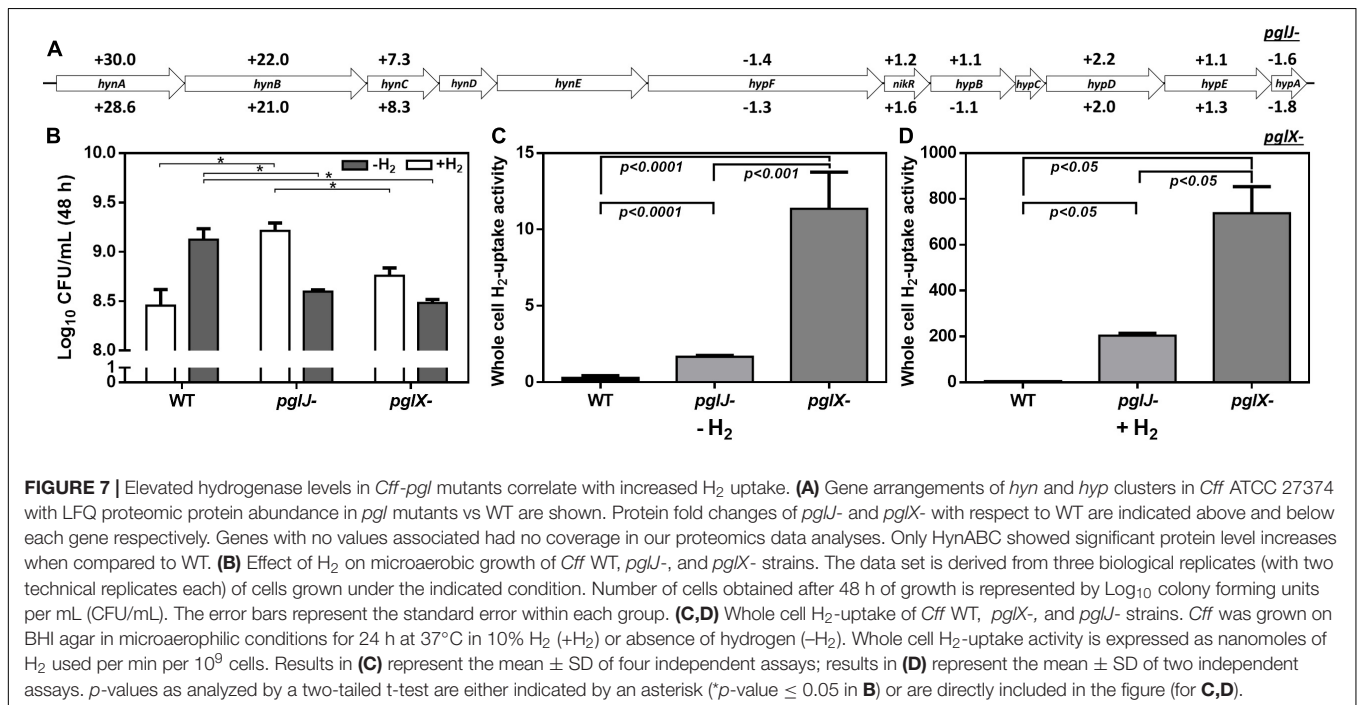 A
pglJ-
+30.0 +22.0 +7.3 -1.4 +1.2 +1.1 +2.2 +1.1 -1.6
hynA hynB hynC hynD hynE hypF nikR hypB hypC hypD hypE hypA
+28.6 +21.0 +8.3 -1.3 +1.6 -1.1 +2.0 +1.3 -1.8
pglX-
B
Log₁₀ CFU/mL (48 h)
10.0
9.5
9.0
8.5
8.0
1
0
* -H₂ +H₂
*
*
*
WT pglJ- pglX-
C
Whole cell H₂-uptake activity
15
10
5
0
p<0.0001
p<0.001
p<0.0001
WT pglJ- pglX-
- H₂
D
Whole cell H₂-uptake activity
1000
800
600
400
200
0
p<0.05
p<0.05
p<0.05
WT pglJ- pglX-
+ H₂
FIGURE 7 | Elevated hydrogenase levels in Cff-pgl mutants correlate with increased H₂ uptake. (A) Gene arrangements of hyn and hyp clusters in Cff ATCC 27374
with LFQ proteomic protein abundance in pgl mutants vs WT are shown. Protein fold changes of pglJ- and pglX- with respect to WT are indicated above and below
each gene respectively. Genes with no values associated had no coverage in our proteomics data analyses. Only HynABC showed significant protein level increases
when compared to WT. (B) Effect of H₂ on microaerobic growth of Cff WT, pglJ-, and pglX- strains. The data set is derived from three biological replicates (with two
technical replicates each) of cells grown under the indicated condition. Number of cells obtained after 48 h of growth is represented by Log₁₀ colony forming units
per mL (CFU/mL). The error bars represent the standard error within each group. (C,D) Whole cell H₂-uptake of Cff WT, pglX-, and pglJ- strains. Cff was grown on
BHI agar in microaerophilic conditions for 24 h at 37°C in 10% H₂ (+H₂) or absence of hydrogen (–H₂). Whole cell H₂-uptake activity is expressed as nanomoles of
H₂ used per min per 10⁹ cells. Results in (C) represent the mean ± SD of four independent assays; results in (D) represent the mean ± SD of two independent
assays. p-values as analyzed by a two-tailed t-test are either indicated by an asterisk (*p-value ≤ 0.05 in B) or are directly included in the figure (for C,D).